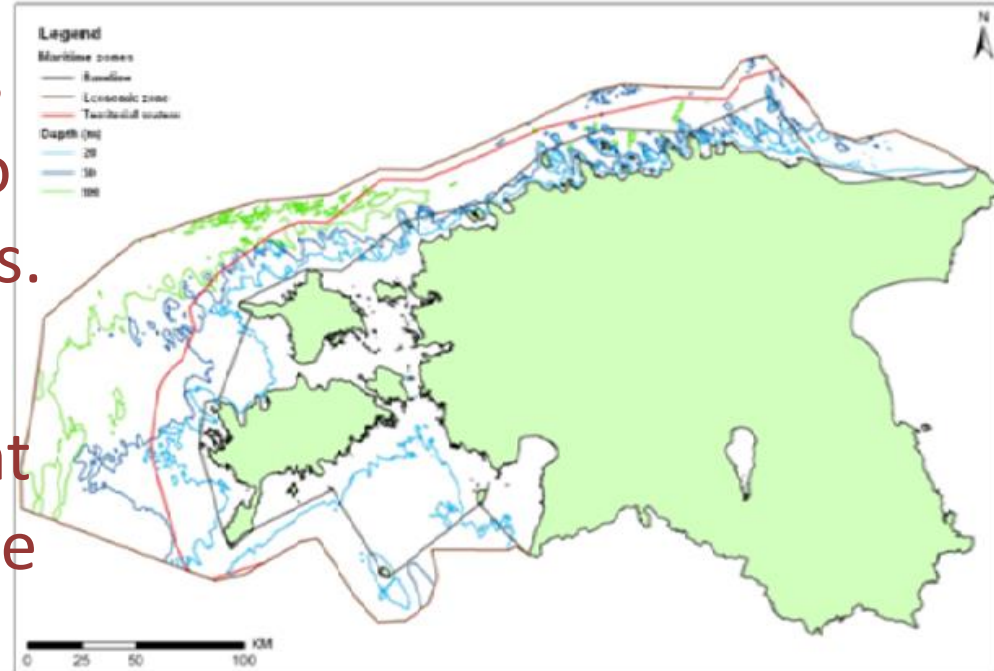 Legend
Maritime zones
Baseline
Economic zone
Territorial waters
Depth (m)
20
50
100
N
s.
nt
e
0 25 50 100 KM